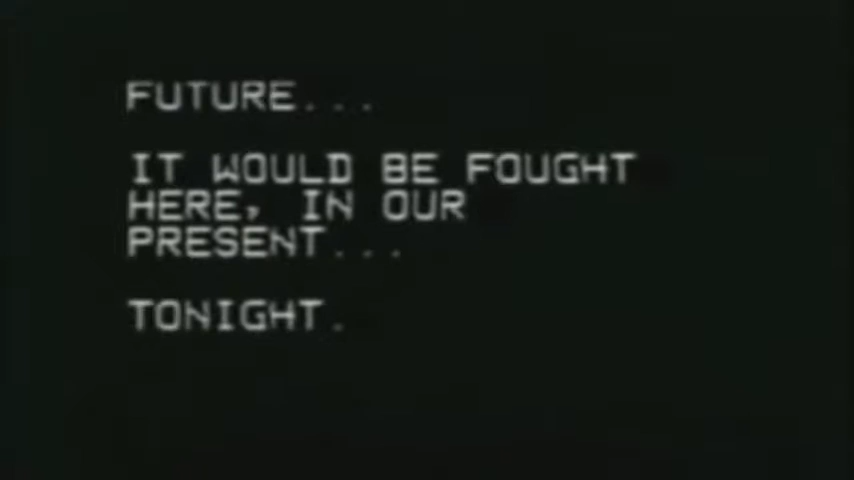 FUTURE...
IT WOULD BE FOUGHT
HERE, IN OUR
PRESENT...
TONIGHT.